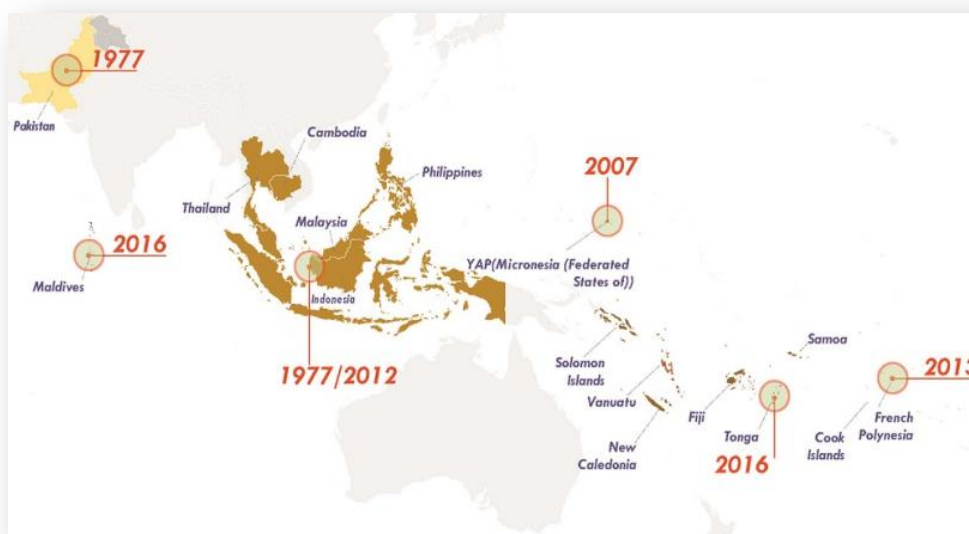 1977
Pakistan
Cambodia
Philippines
Thailand
Malaysia
2007
2016
Maldives
Indonesia
YAP(Micronesia (Federated
States of))
1977/2012
Solomon
Islands
Samoa
2013
Vanuatu
Fiji
Tonga
Cook
Islands
French
Polynesia
New
Caledonia
2016